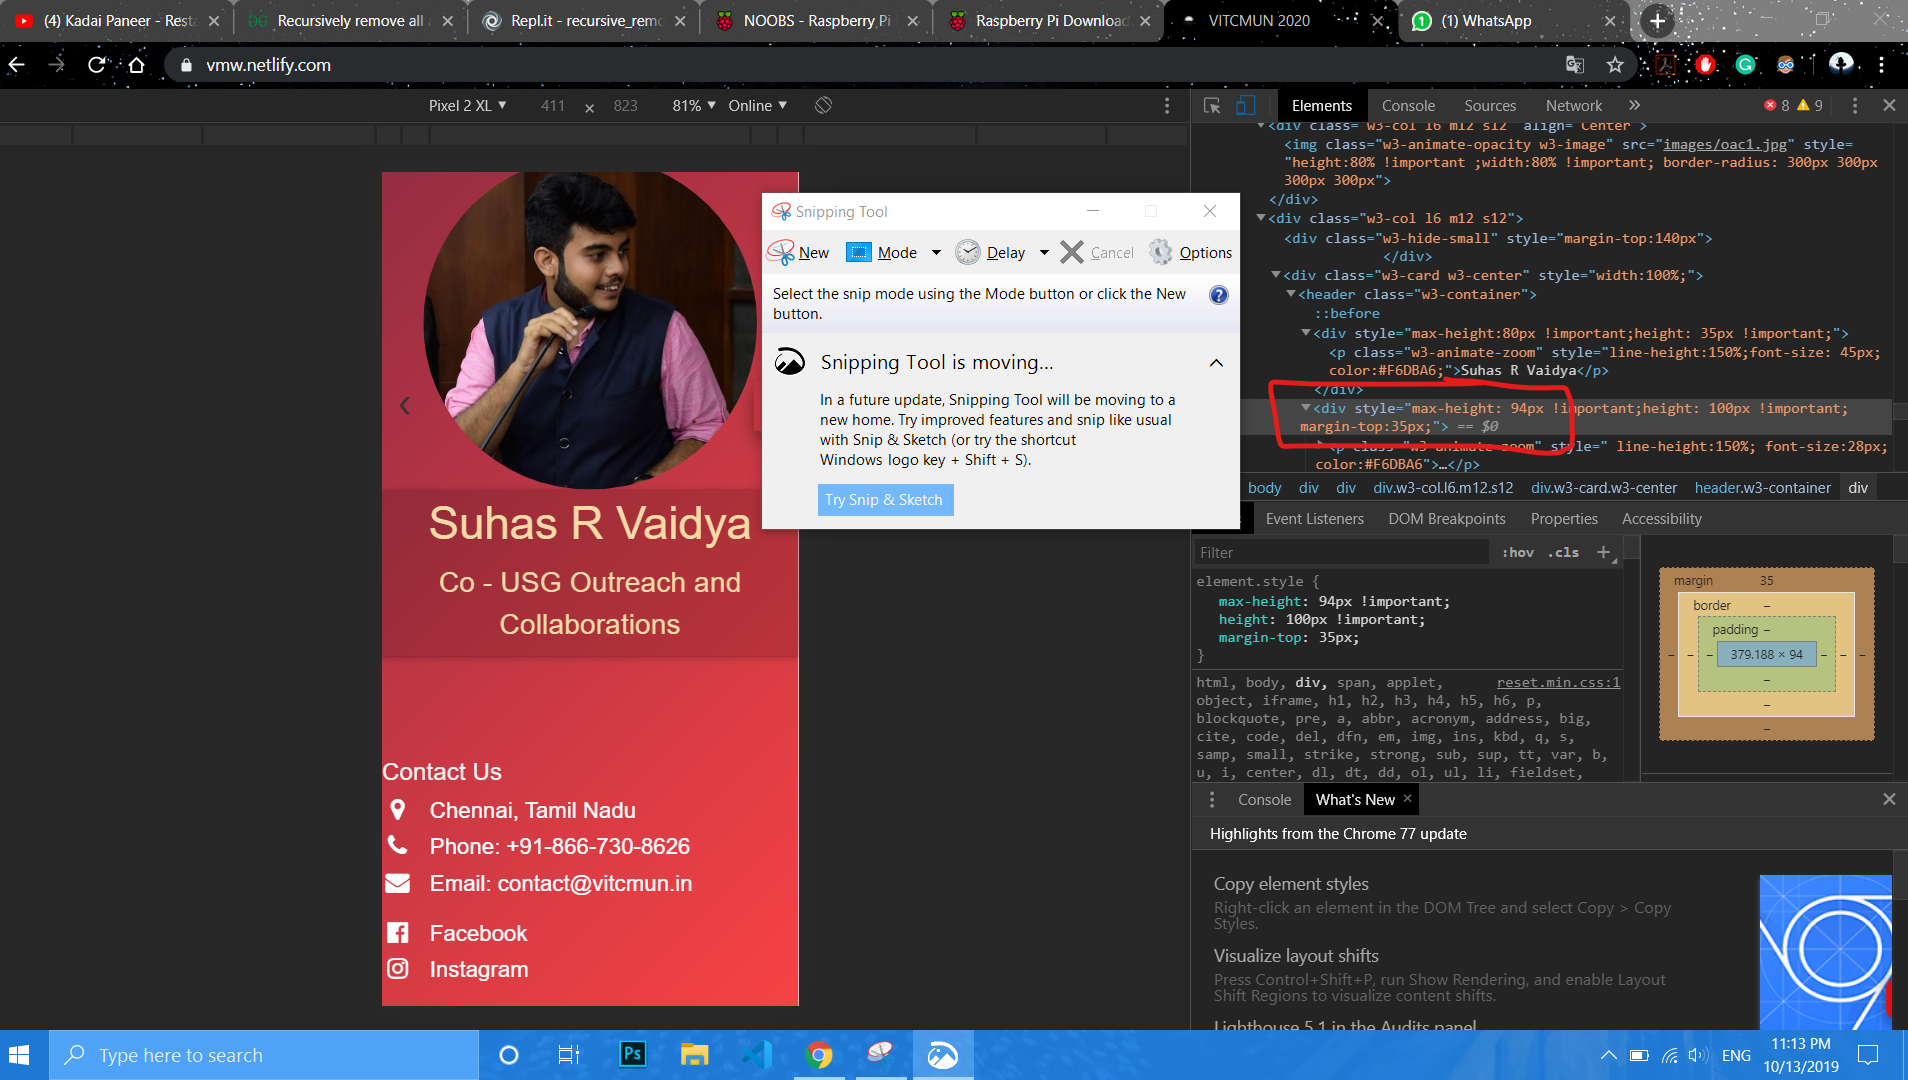 (4) Kadai Paneer - Resta
Recursively remove all a
Repl.it - recursive_remo
NOOBS - Raspberry Pi
Raspberry Pi Download
VITCMUN 2020
(1) WhatsApp
vmw.netlify.com
Pixel 2 XL 411 × 823 81% Online
Elements Console Sources Network » 8 9
<div class="w3-col l6 m12 s12" align="Center">
<img class="w3-animate-opacity w3-image" src="images/oac1.jpg" style=
"height:80% !important ;width:80% !important; border-radius: 300px 300px
300px 300px">
</div>
<div class="w3-col l6 m12 s12">
<div class="w3-hide-small" style="margin-top:140px">
</div>
<div class="w3-card w3-center" style="width:100%;">
<header class="w3-container">
::before
<div style="max-height:80px !important;height: 35px !important;">
<p class="w3-animate-zoom" style="line-height:150%;font-size: 45px;
color:#F6DBA6;">Suhas R Vaidya</p>
</div>
<div style="max-height: 94px !important;height: 100px !important;
margin-top:35px;"> == $0
<p class="w3-animate-zoom" style=" line-height:150%; font-size:28px;
color:#F6DBA6">…</p>
body div div div.w3-col.l6.m12.s12 div.w3-card.w3-center header.w3-container div
Event Listeners DOM Breakpoints Properties Accessibility
Filter :hov .cls +
element.style {
max-height: 94px !important;
height: 100px !important;
margin-top: 35px;
}
html, body, div, span, applet, reset.min.css:1
object, iframe, h1, h2, h3, h4, h5, h6, p,
blockquote, pre, a, abbr, acronym, address, big,
cite, code, del, dfn, em, img, ins, kbd, q, s,
samp, small, strike, strong, sub, sup, tt, var, b,
u, i, center, dl, dt, dd, ol, ul, li, fieldset,
margin 35
border –
padding –
379.188 × 94
Console What's New ×
Highlights from the Chrome 77 update
Copy element styles
Right-click an element in the DOM Tree and select Copy > Copy
Styles.
Visualize layout shifts
Press Control+Shift+P, run Show Rendering, and enable Layout
Shift Regions to visualize content shifts.
Lighthouse 5.1 in the Audits panel
Snipping Tool
New Mode Delay Cancel Options
Select the snip mode using the Mode button or click the New
button.
Snipping Tool is moving...
In a future update, Snipping Tool will be moving to a
new home. Try improved features and snip like usual
with Snip & Sketch (or try the shortcut
Windows logo key + Shift + S).
Try Snip & Sketch
Suhas R Vaidya
Co - USG Outreach and
Collaborations
Contact Us
Chennai, Tamil Nadu
Phone: +91-866-730-8626
Email: contact@vitcmun.in
Facebook
Instagram
Type here to search
Ps
ENG
11:13 PM
10/13/2019